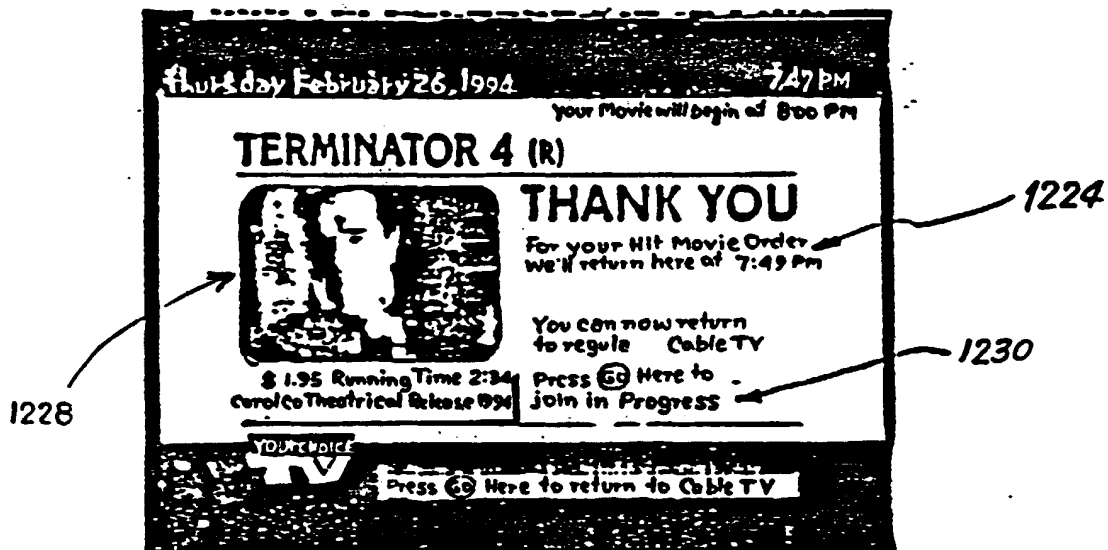 Thursday February 26, 1994
7:47 PM
Your Movie will begin at 8:00 PM
TERMINATOR 4 (R)
THANK YOU
1224
For your Hit Movie Order
we'll return here at 7:49 PM
You can now return
to regula Cable TV
1230
$ 1.95 Running Time 2:34
Carolco Theatrical Release 1994
Press GO Here to
join in Progress
1228
YOUR CHOICE
TV
Press GO Here to return to Cable TV